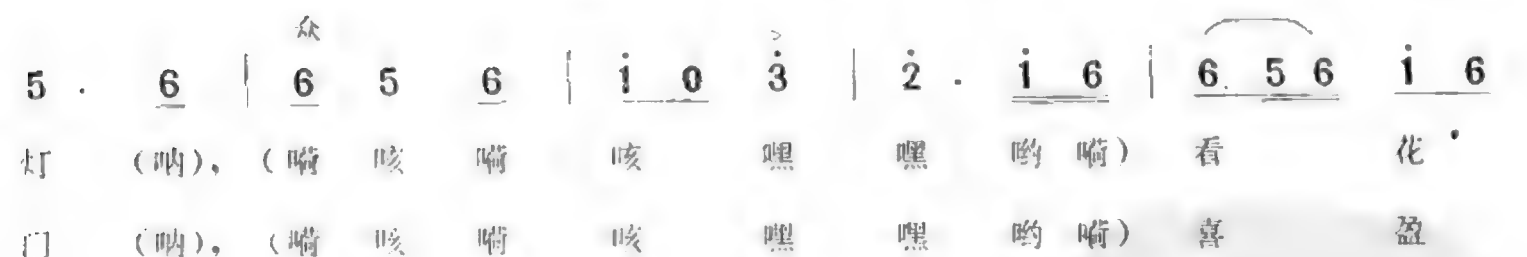 众
5 . 6 | 6 5 6 | i 0 3 | 2 . i 6 | 6. 5 6 i 6
灯 (呐)，(嗬 咳 嗬 咳 嘿 嘿 哟 嗬) 看 花
门 (呐)，(嗬 咳 嗬 咳 嘿 嘿 哟 嗬) 喜 盈